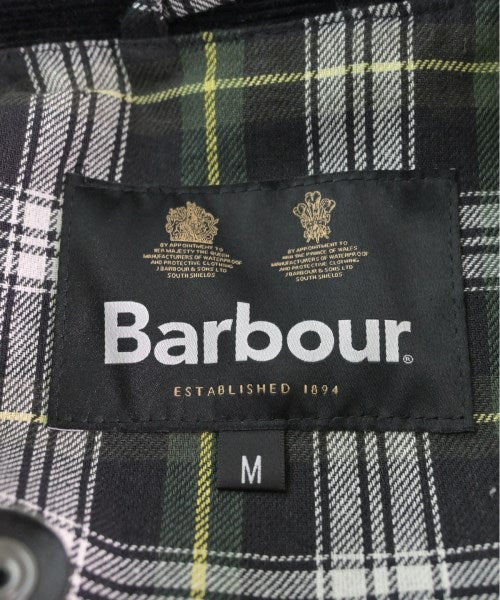 BY APPOINTMENT TO
HER MAJESTY THE QUEEN
MANUFACTURERS OF WATERPROOF
AND PROTECTIVE CLOTHING
J BARBOUR & SONS LTD
SOUTH SHIELDS
BY APPOINTMENT TO
HRH THE PRINCE OF WALES
MANUFACTURERS OF WATERPROOF
AND PROTECTIVE CLOTHING
J BARBOUR & SONS LTD
SOUTH SHIELDS
Barbour®
ESTABLISHED 1894
M